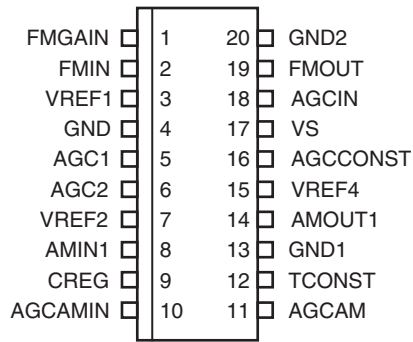 FMGAIN 1 20 GND2
FMIN 2 19 FMOUT
VREF1 3 18 AGCIN
GND 4 17 VS
AGC1 5 16 AGCCONST
AGC2 6 15 VREF4
VREF2 7 14 AMOUT1
AMIN1 8 13 GND1
CREG 9 12 TCONST
AGCAMIN 10 11 AGCAM